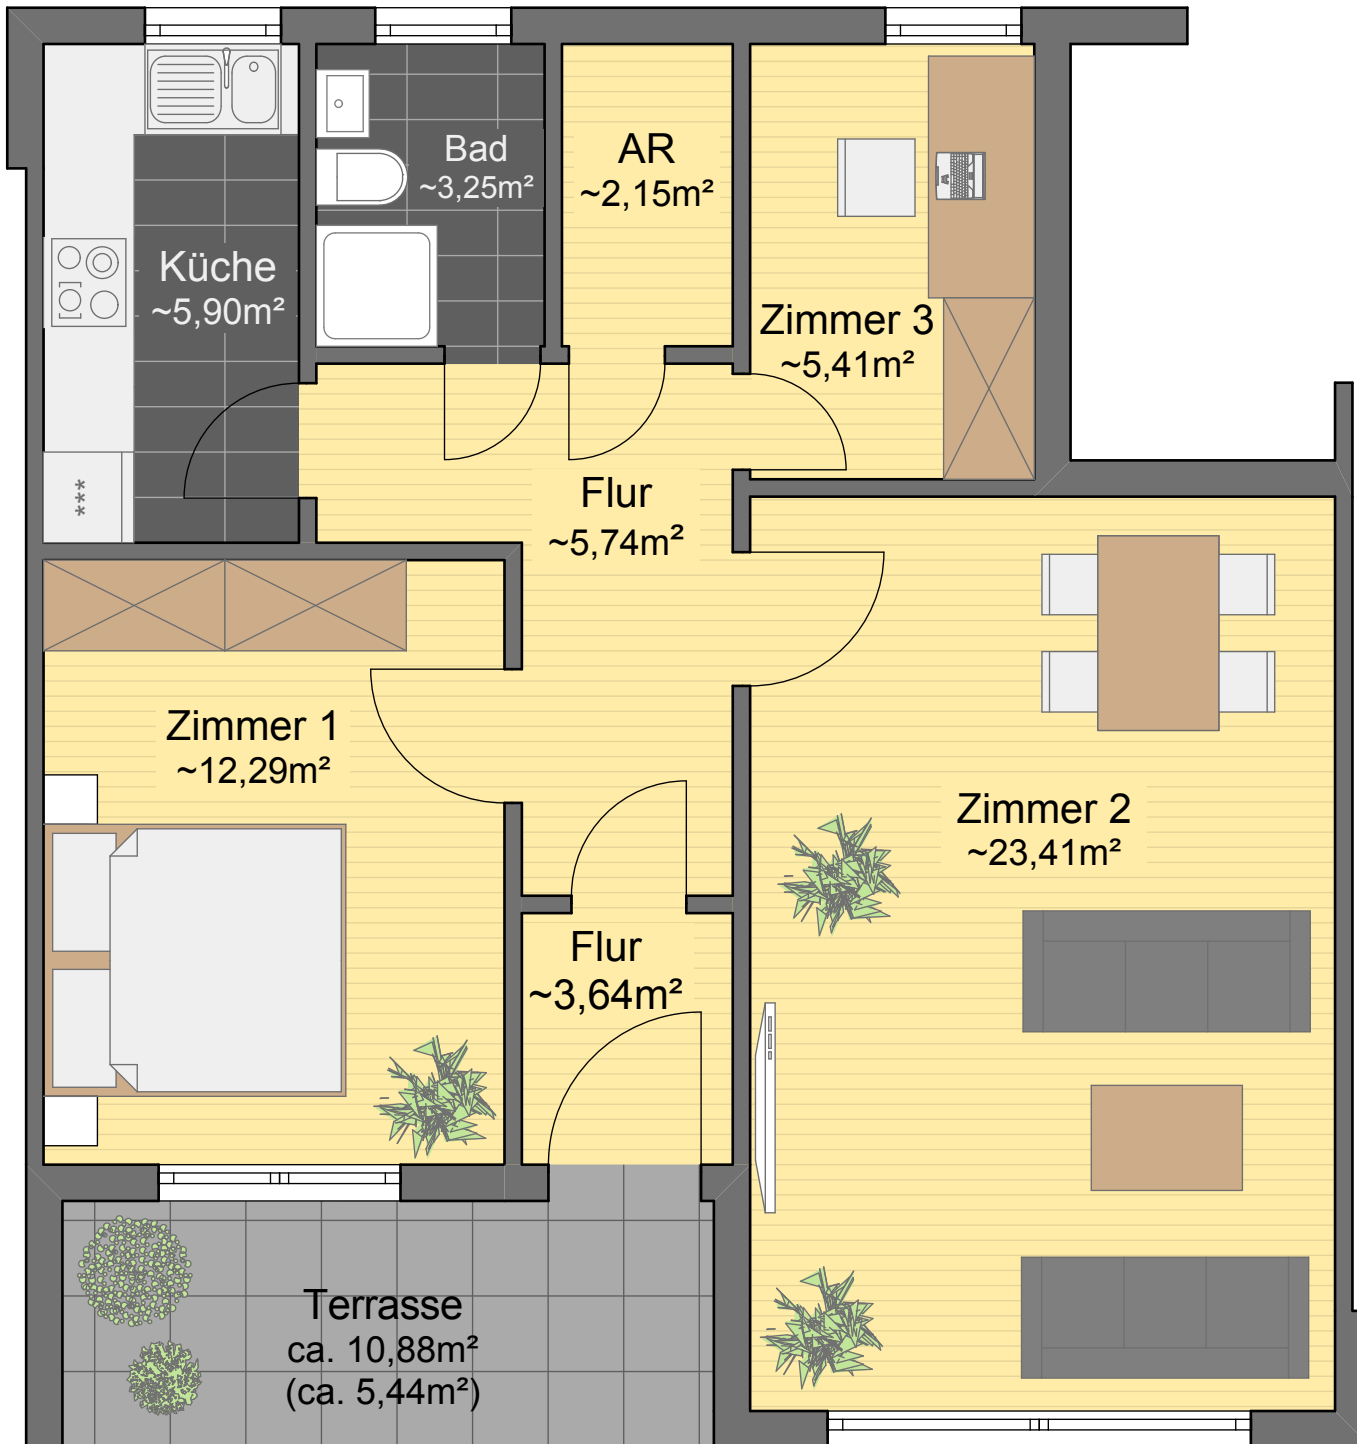 Bad
~3,25m²
AR
~2,15m²
Küche
~5,90m²
Zimmer 3
~5,41m²
***
Flur
~5,74m²
Zimmer 1
~12,29m²
Zimmer 2
~23,41m²
Flur
~3,64m²
Terrasse
ca. 10,88m²
(ca. 5,44m²)